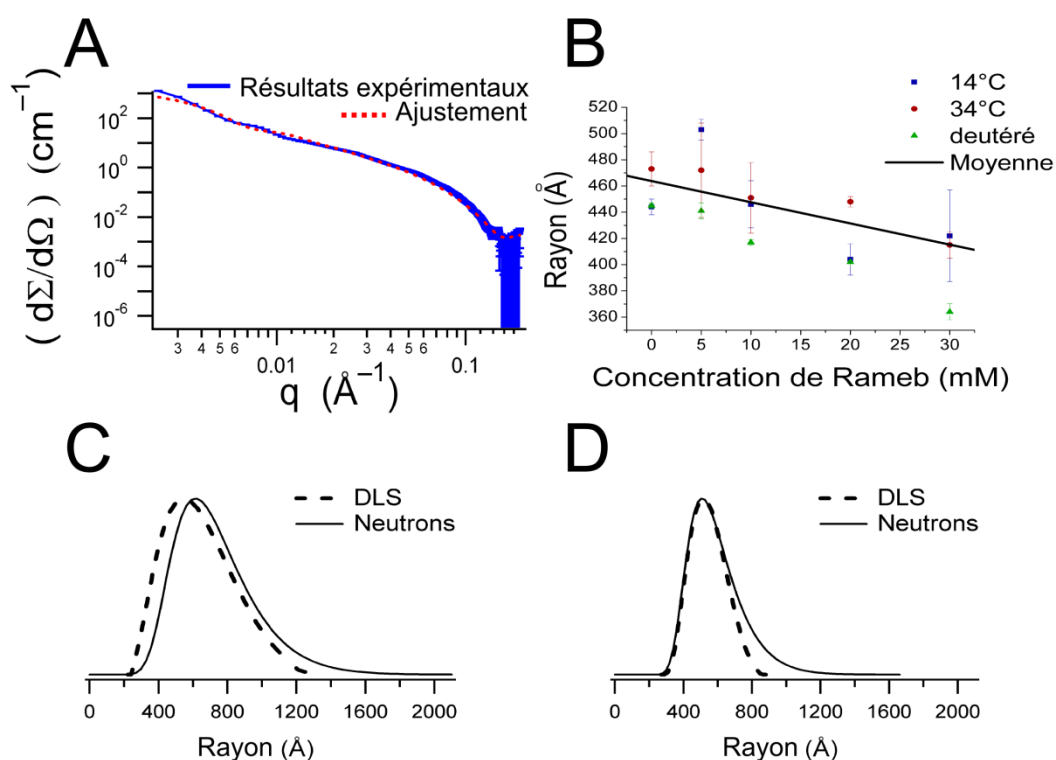 A
Résultats expérimentaux
Ajustement
( dΣ/dΩ ) (cm⁻¹)
10²
10⁰
10⁻²
10⁻⁴
10⁻⁶
3 4 5 6 2 3 4 5 6
0.01 0.1
q (Å⁻¹)
B
14°C
34°C
deutéré
Moyenne
Rayon (Å)
520
500
480
460
440
420
400
380
360
0 5 10 15 20 25 30
Concentration de Rameb (mM)
C
DLS
Neutrons
0 400 800 1200 1600 2000
Rayon (Å)
D
DLS
Neutrons
0 400 800 1200 1600 2000
Rayon (Å)